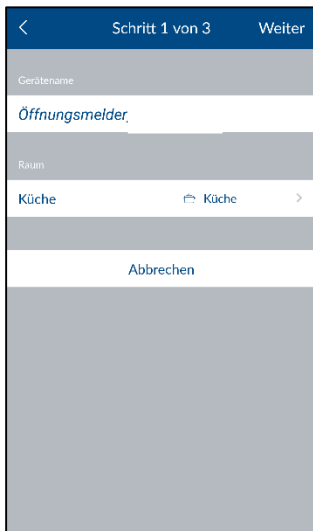 Schritt 1 von 3 Weiter
Gerätename
Öffnungsmelder
Raum
Küche Küche
Abbrechen